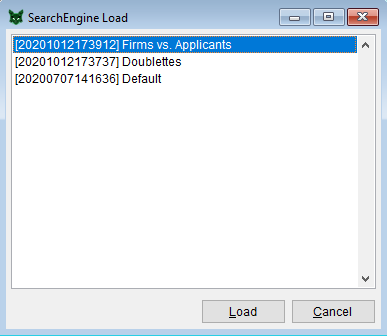 SearchEngine Load
[20201012173912] Firms vs. Applicants
[20201012173737] Doublettes
[20200707141636] Default
Load
Cancel